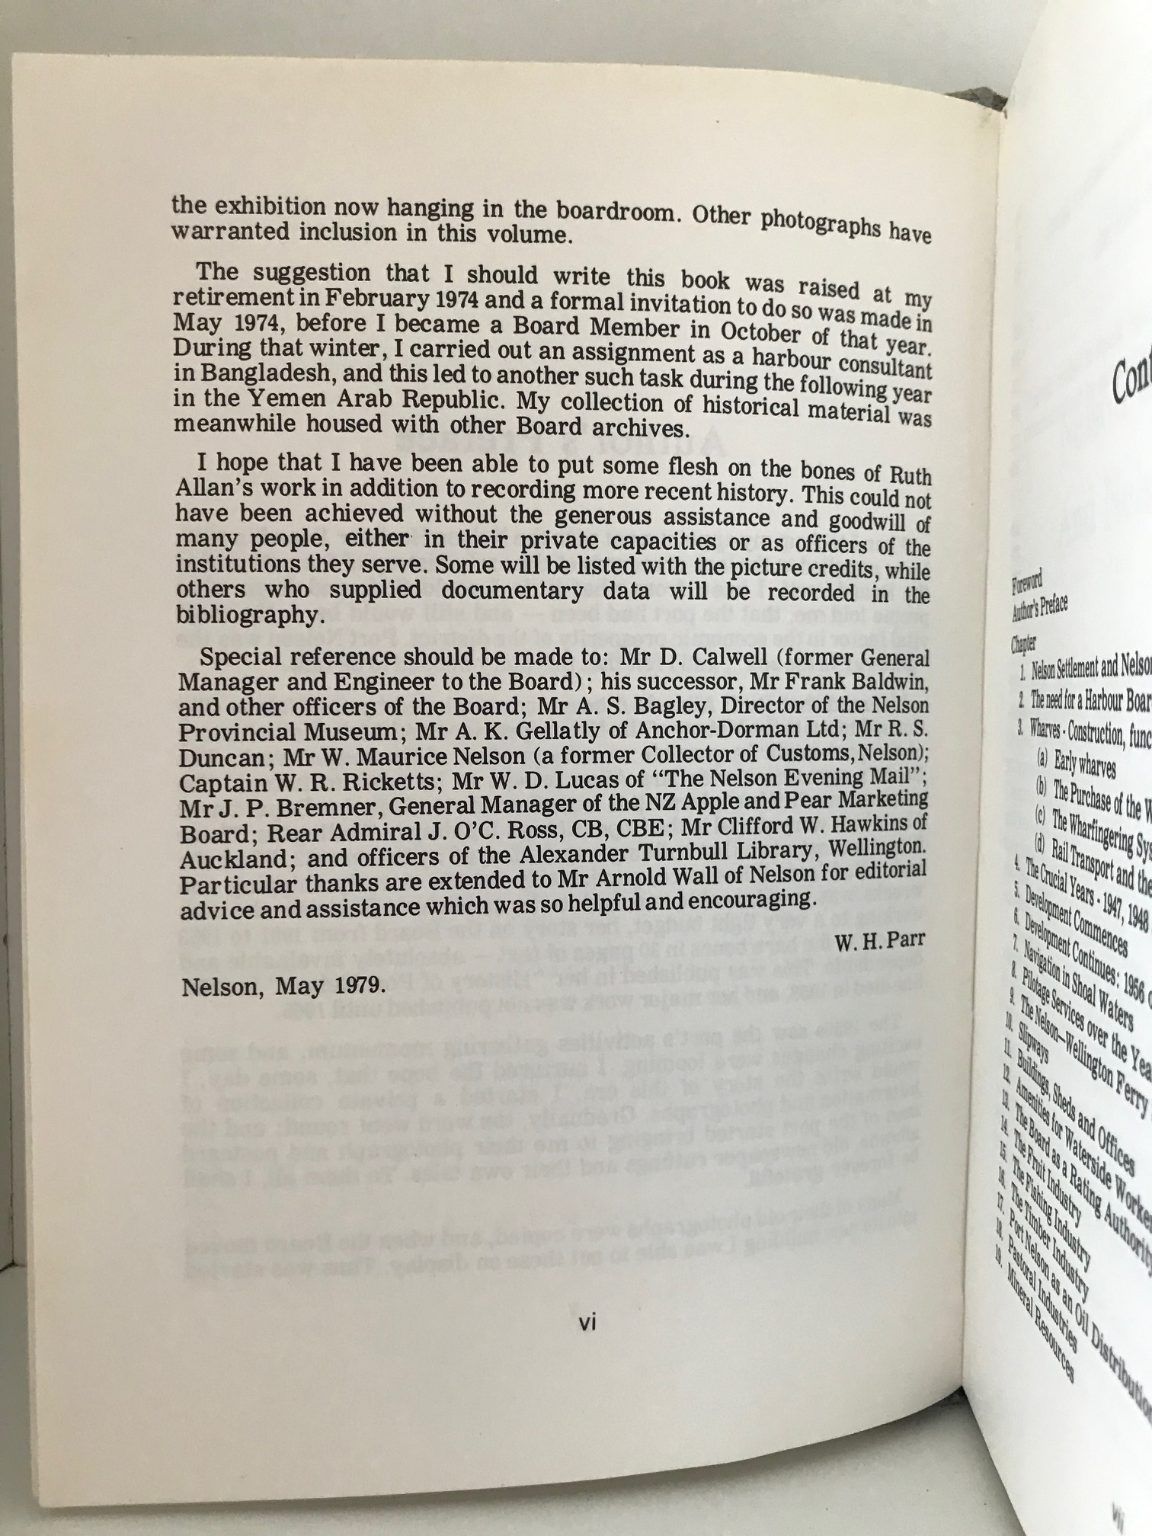 the exhibition now hanging in the boardroom. Other photographs have
warranted inclusion in this volume.
The suggestion that I should write this book was raised at my
retirement in February 1974 and a formal invitation to do so was made in
May 1974, before I became a Board Member in October of that year.
During that winter, I carried out an assignment as a harbour consultant
in Bangladesh, and this led to another such task during the following year
in the Yemen Arab Republic. My collection of historical material was
meanwhile housed with other Board archives.
I hope that I have been able to put some flesh on the bones of Ruth
Allan's work in addition to recording more recent history. This could not
have been achieved without the generous assistance and goodwill of
many people, either in their private capacities or as officers of the
institutions they serve. Some will be listed with the picture credits, while
others who supplied documentary data will be recorded in the
bibliography.
Special reference should be made to: Mr D. Calwell (former General
Manager and Engineer to the Board); his successor, Mr Frank Baldwin,
and other officers of the Board; Mr A. S. Bagley, Director of the Nelson
Provincial Museum; Mr A. K. Gellatly of Anchor-Dorman Ltd; Mr R. S.
Duncan; Mr W. Maurice Nelson (a former Collector of Customs, Nelson);
Captain W. R. Ricketts; Mr W. D. Lucas of "The Nelson Evening Mail";
Mr J. P. Bremner, General Manager of the NZ Apple and Pear Marketing
Board; Rear Admiral J. O'C. Ross, CB, CBE; Mr Clifford W. Hawkins of
Auckland; and officers of the Alexander Turnbull Library, Wellington.
Particular thanks are extended to Mr Arnold Wall of Nelson for editorial
advice and assistance which was so helpful and encouraging.
W. H. Parr
Nelson, May 1979.
vi
Cont
Foreword
Author's Preface
Chapter
1. Nelson Settlement and Nelso
2. The need for a Harbour Boar
3. Wharves - Construction, func
(a) Early wharves
(b) The Purchase of the W
(c) The Wharfingering Sys
(d) Rail Transport and the
4. The Crucial Years - 1947, 1948
5. Development Commences
6. Development Continues: 1956
7. Navigation in Shoal Waters
8. Pilotage Services over the Yea
9. The Nelson—Wellington Ferry
10. Slipways
11. Buildings, Sheds and Offices
12. Amenities for Waterside Worke
13. The Board as a Rating Authority
14. The Fruit Industry
15. The Fishing Industry
16. The Timber Industry
17. Port Nelson as an Oil Distribution
18. Pastoral Industries
19. Mineral Resources
vii